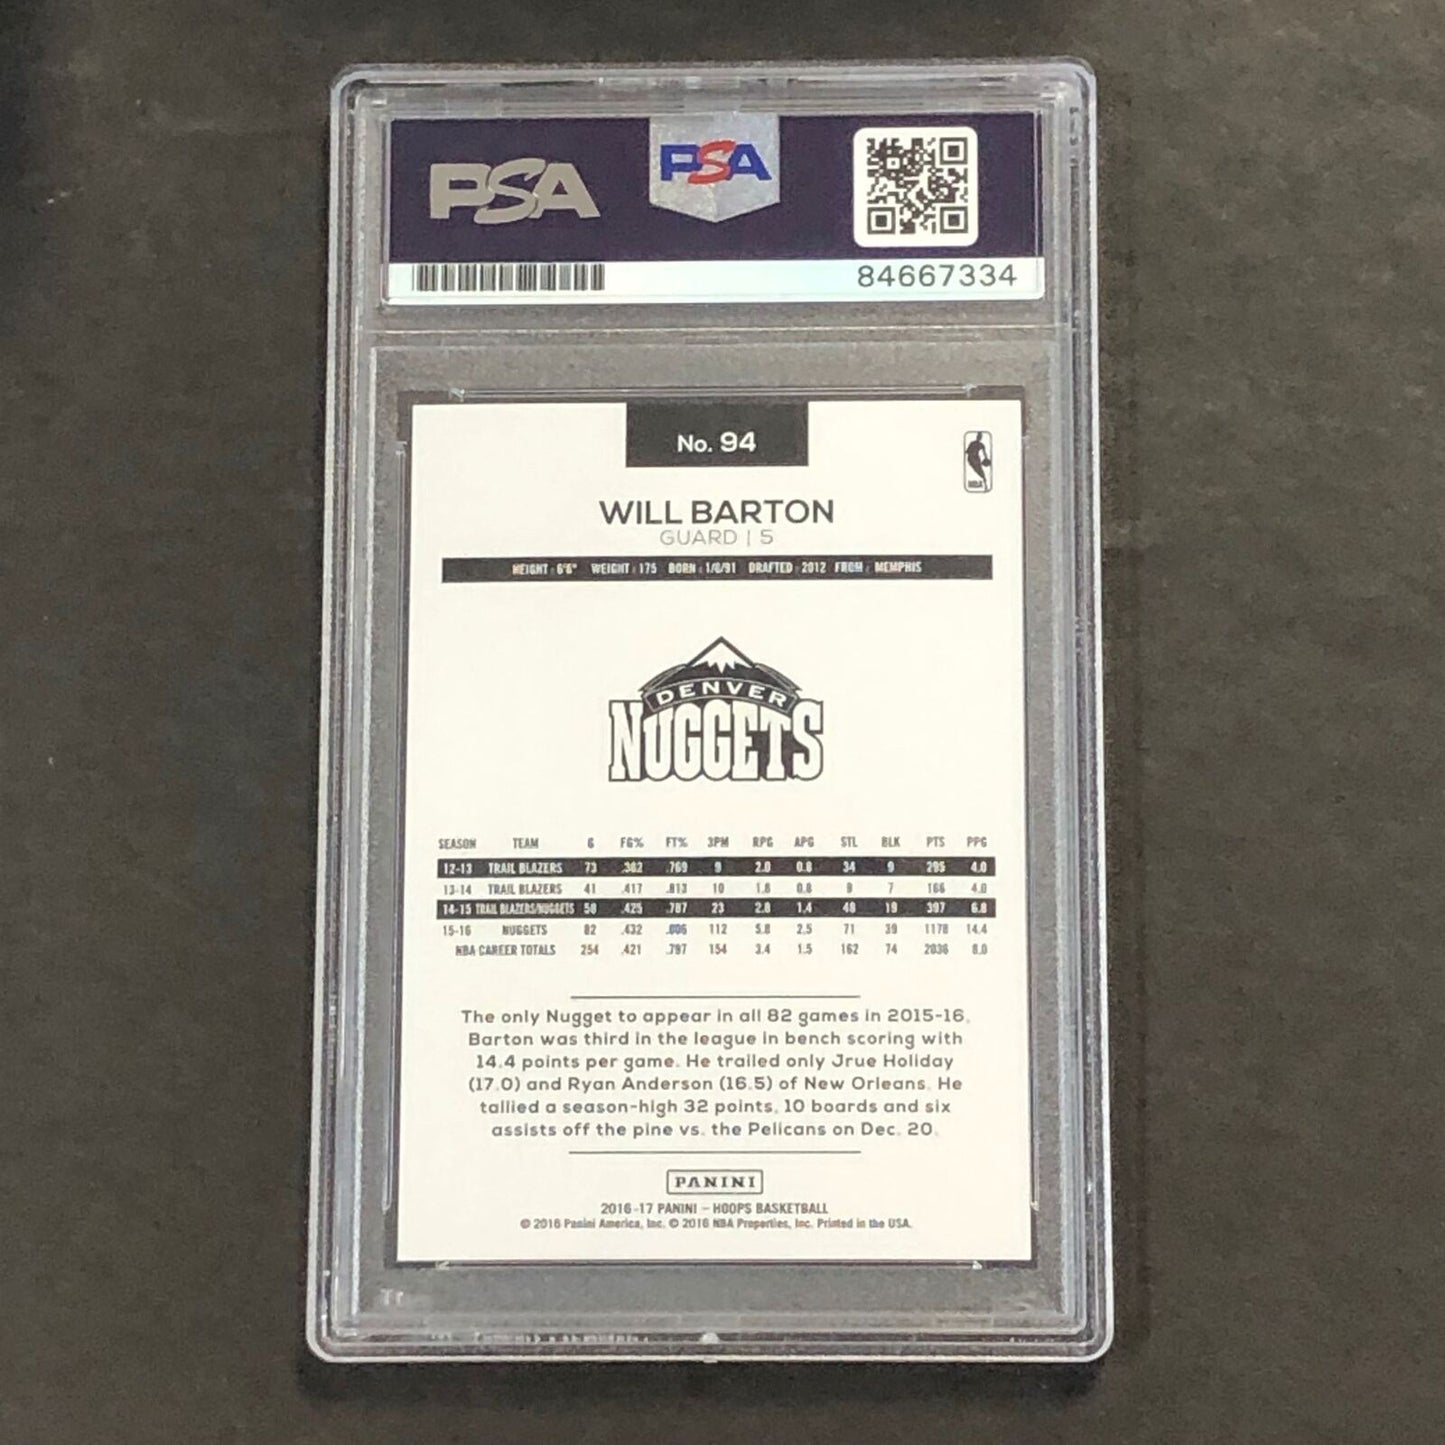 PSA
PSA
84667334
No. 94
NBA
WILL BARTON
GUARD | 5
HEIGHT : 6'6" WEIGHT : 175 BORN : 1/6/91 DRAFTED : 2012 FROM : MEMPHIS
DENVER
NUGGETS
SEASON TEAM G FG% FT% 3PM RPG APG STL BLK PTS PPG
12-13 TRAIL BLAZERS 73 .382 .769 9 2.0 0.8 34 9 295 4.0
13-14 TRAIL BLAZERS 41 .417 .813 10 1.8 0.8 9 7 166 4.0
14-15 TRAIL BLAZERS/NUGGETS 58 .425 .787 23 2.8 1.4 48 19 397 6.8
15-16 NUGGETS 82 .432 .806 112 5.8 2.5 71 39 1178 14.4
NBA CAREER TOTALS 254 .421 .797 154 3.4 1.5 162 74 2036 8.0
The only Nugget to appear in all 82 games in 2015-16,
Barton was third in the league in bench scoring with
14.4 points per game. He trailed only Jrue Holiday
(17.0) and Ryan Anderson (16.5) of New Orleans. He
tallied a season-high 32 points, 10 boards and six
assists off the pine vs. the Pelicans on Dec. 20.
PANINI
2016-17 PANINI – HOOPS BASKETBALL
© 2016 Panini America, Inc. © 2016 NBA Properties, Inc. Printed in the USA.